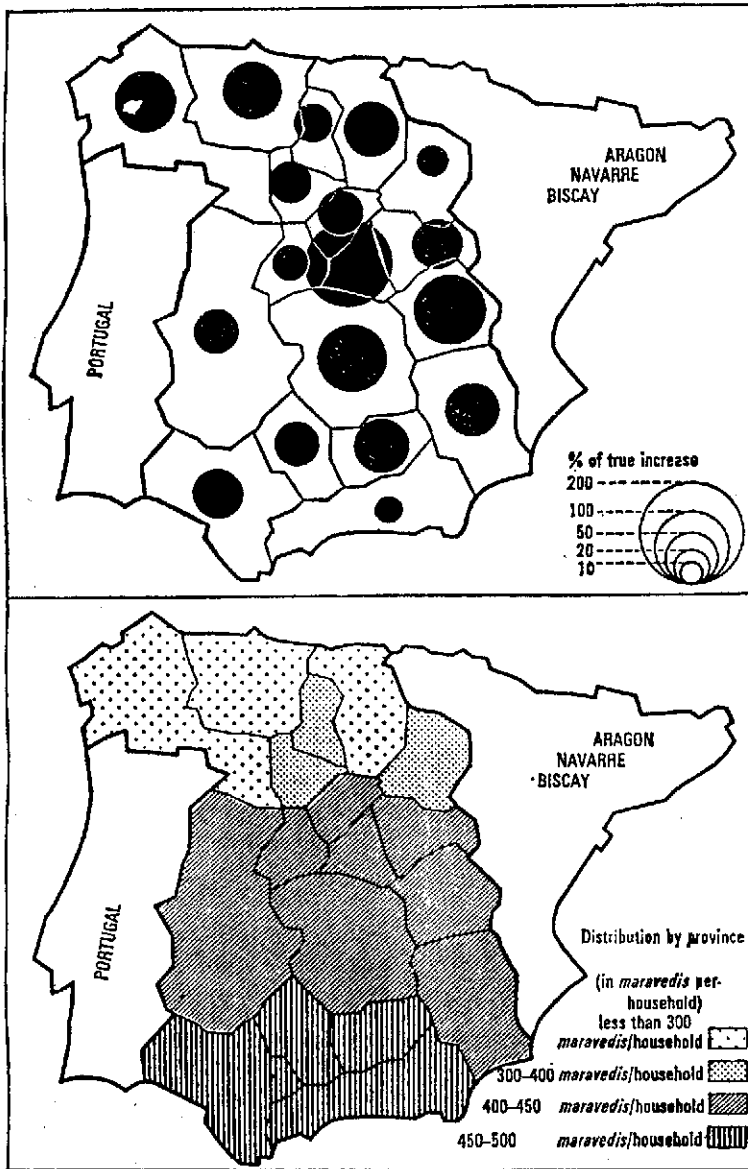 ARAGON
NAVARRE
BISCAY
PORTUGAL
% of true increase
200
100
50
20
10
ARAGON
NAVARRE
BISCAY
PORTUGAL
Distribution by province
(in maravedis per-
household)
less than 300
maravedis/household
300–400 maravedis/household
400–450 maravedis/household
450–500 maravedis/household